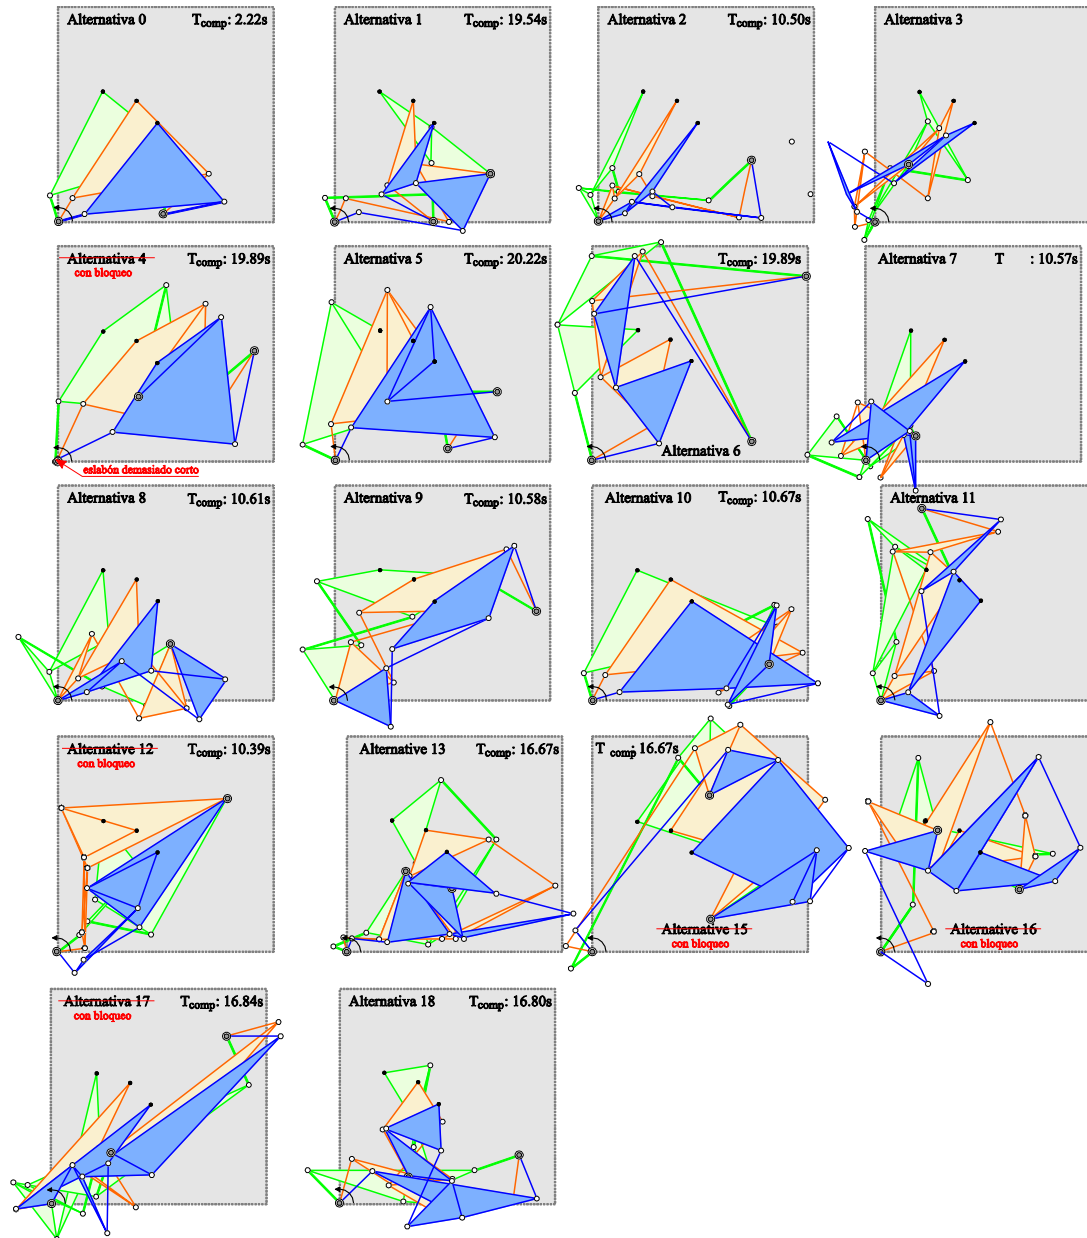 Alternativa 0 Tcomp: 2.22s
Alternativa 1 Tcomp: 19.54s
Alternativa 2 Tcomp: 10.50s
Alternativa 3
Alternativa 4 Tcomp: 19.89s
con bloqueo
eslabón demasiado corto
Alternativa 5 Tcomp: 20.22s
Tcomp: 19.89s
Alternativa 6
Alternativa 7 T : 10.57s
Alternativa 8 Tcomp: 10.61s
Alternativa 9 Tcomp: 10.58s
Alternativa 10 Tcomp: 10.67s
Alternativa 11
Alternative 12 Tcomp: 10.39s
con bloqueo
Alternative 13 Tcomp: 16.67s
T comp: 16.67s
Alternative 15
con bloqueo
Alternative 16
con bloqueo
Alternativa 17 Tcomp: 16.84s
con bloqueo
Alternativa 18 Tcomp: 16.80s